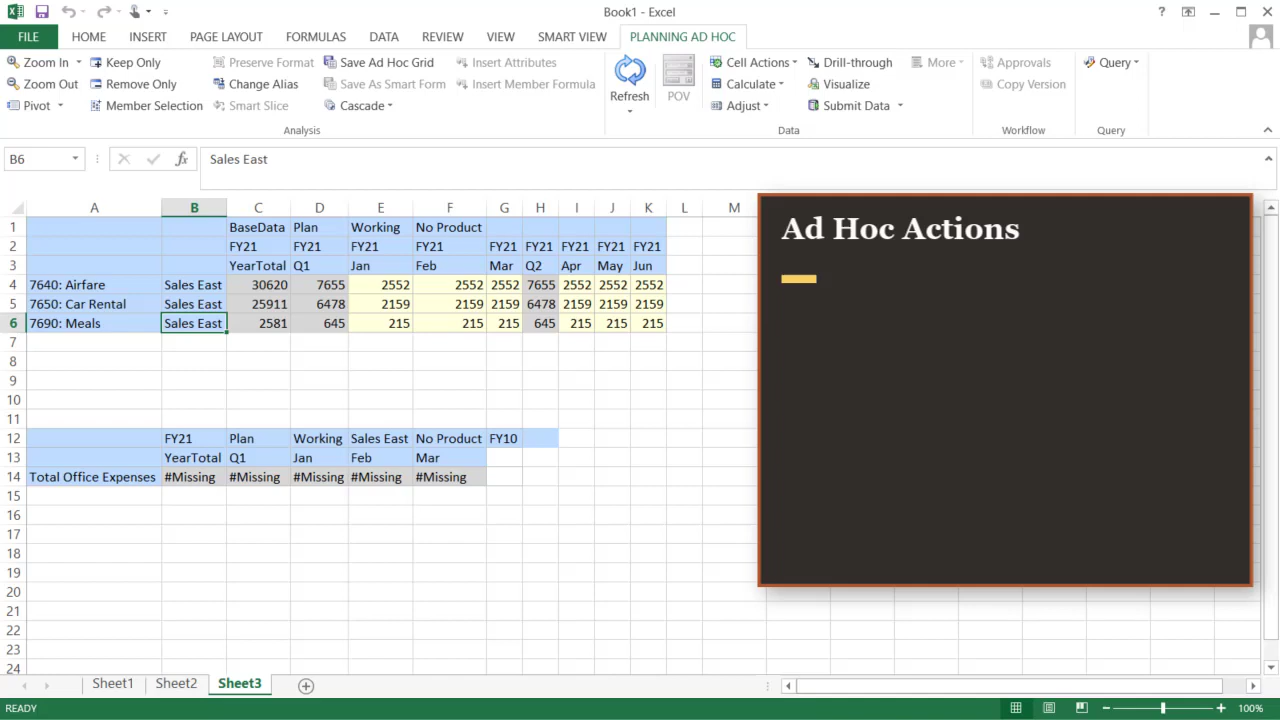 Book1 - Excel
FILE HOME INSERT PAGE LAYOUT FORMULAS DATA REVIEW VIEW SMART VIEW PLANNING AD HOC
Zoom In Keep Only Preserve Format Save Ad Hoc Grid Insert Attributes Cell Actions Drill-through More Approvals Query
Zoom Out Remove Only Change Alias Save As Smart Form Insert Member Formula Refresh POV Calculate Visualize Copy Version
Pivot Member Selection Smart Slice Cascade Adjust Submit Data
Analysis Data Workflow Query
B6 fx Sales East
A B C D E F G H I J K L M
1 BaseData Plan Working No Product
2 FY21 FY21 FY21 FY21 FY21 FY21 FY21 FY21 FY21
3 YearTotal Q1 Jan Feb Mar Q2 Apr May Jun
4 7640: Airfare Sales East 30620 7655 2552 2552 2552 7655 2552 2552 2552
5 7650: Car Rental Sales East 25911 6478 2159 2159 2159 6478 2159 2159 2159
6 7690: Meals Sales East 2581 645 215 215 215 645 215 215 215
7
8
9
10
11
12 FY21 Plan Working Sales East No Product FY10
13 YearTotal Q1 Jan Feb Mar
14 Total Office Expenses #Missing #Missing #Missing #Missing #Missing
15
16
17
18
19
20
21
22
23
24
Ad Hoc Actions
Sheet1 Sheet2 Sheet3
READY 100%